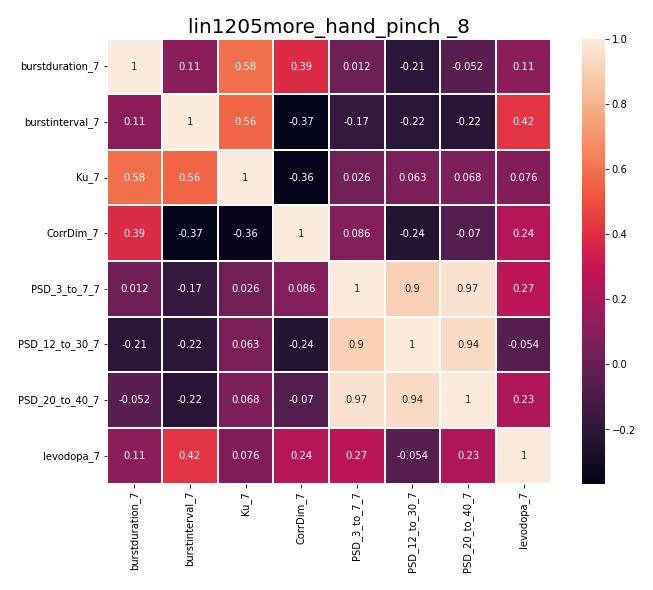 lin1205more_hand_pinch _8
burstduration_7 1 0.11 0.58 0.39 0.012 -0.21 -0.052 0.11
burstinterval_7 0.11 1 0.56 -0.37 -0.17 -0.22 -0.22 0.42
Ku_7 0.58 0.56 1 -0.36 0.026 0.063 0.068 0.076
CorrDim_7 0.39 -0.37 -0.36 1 0.086 -0.24 -0.07 0.24
PSD_3_to_7_7 0.012 -0.17 0.026 0.086 1 0.9 0.97 0.27
PSD_12_to_30_7 -0.21 -0.22 0.063 -0.24 0.9 1 0.94 -0.054
PSD_20_to_40_7 -0.052 -0.22 0.068 -0.07 0.97 0.94 1 0.23
levodopa_7 0.11 0.42 0.076 0.24 0.27 -0.054 0.23 1
burstduration_7
burstinterval_7
Ku_7
CorrDim_7
PSD_3_to_7_7
PSD_12_to_30_7
PSD_20_to_40_7
levodopa_7
1.0
0.8
0.6
0.4
0.2
0.0
−0.2